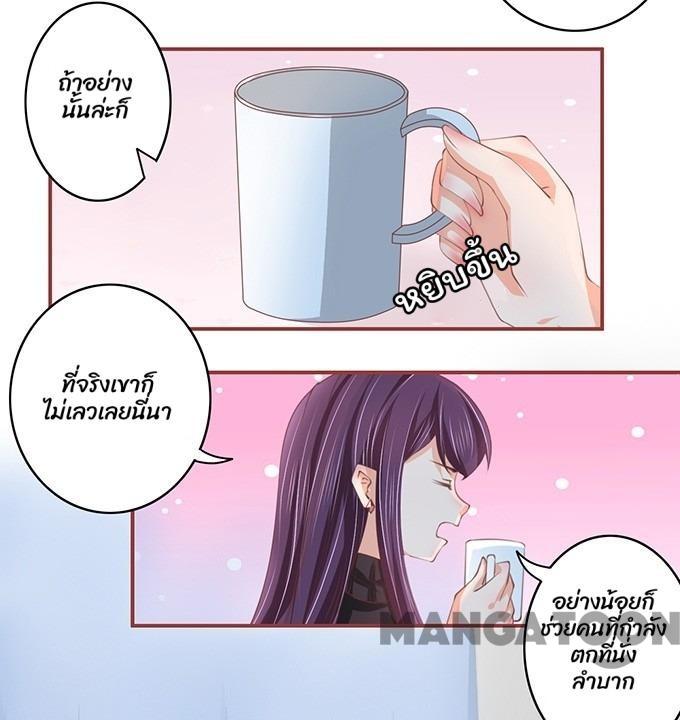 ถ้าอย่าง
นั้นล่ะก็
หยิบขึ้น
ที่จริงเขาก็
ไม่เลวเลยนี่นา
อย่างน้อยก็
ช่วยคนที่กำลัง
ตกที่นั่ง
ลำบาก
MANGATOON